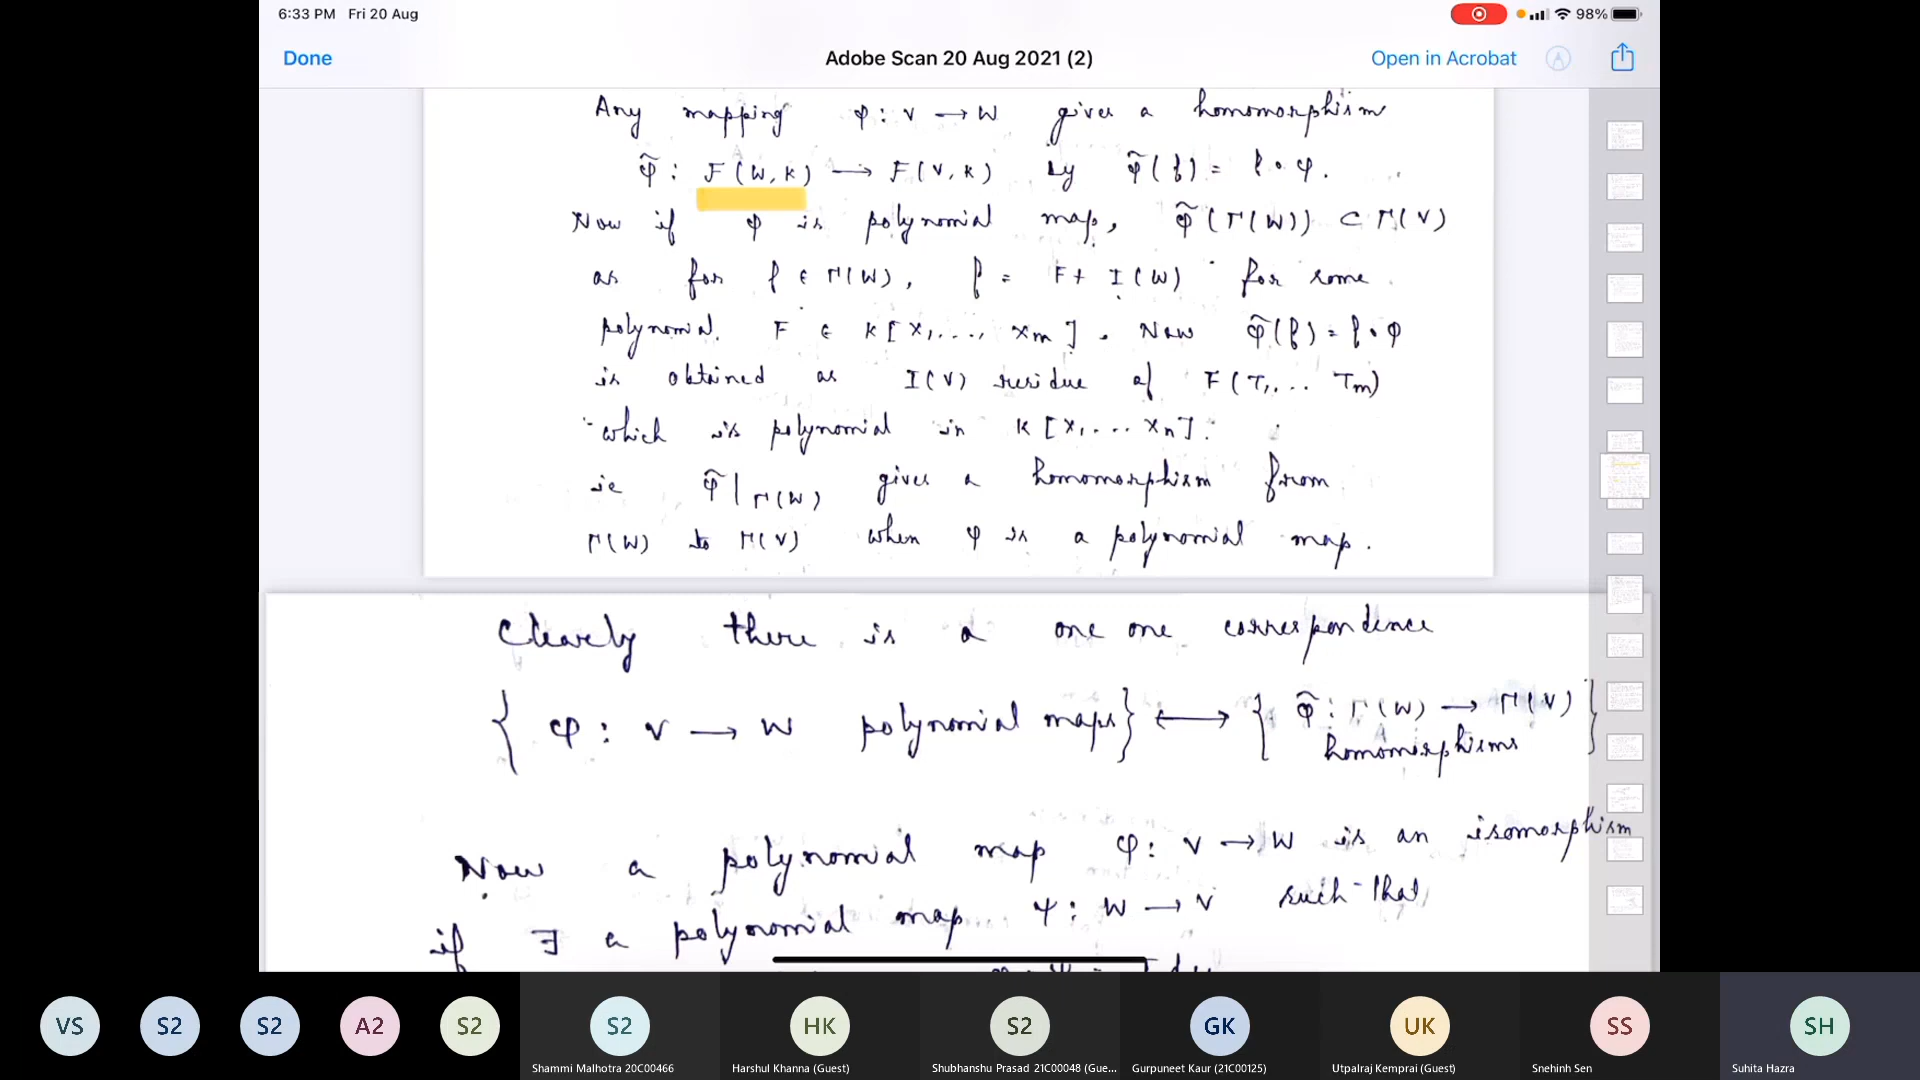 6:33 PM Fri 20 Aug
98%
Done
Adobe Scan 20 Aug 2021 (2)
Open in Acrobat
Any mapping φ : V → W gives a homomorphism
φ̃ : F(W, K) → F(V, K) by φ̃(f) = f∘φ.
Now if φ is polynomial map, φ̃(Γ(W)) ⊂ Γ(V)
as for f ∈ Γ(W), f = F + I(W) for some
polynomial F ∈ K[X1, ..., Xm]. Now φ̃(f) = f∘φ
is obtained as I(V) residue of F(T1, ... Tm)
which is polynomial in K[X1 ... Xn].
ie φ̃|Γ(W) gives a homomorphism from
Γ(W) to Γ(V) when φ is a polynomial map.
Clearly there is a one one correspondence
{ φ : V → W polynomial maps } ↔ { φ̃ : Γ(W) → Γ(V)
homomorphisms }
Now a polynomial map φ : V → W is an isomorphism
if ∃ a polynomial map ψ : W → V such that
VS
S2
S2
A2
S2
S2
HK
S2
GK
UK
SS
SH
Shammi Malhotra 20C00466
Harshul Khanna (Guest)
Shubhanshu Prasad 21C00048 (Gue...
Gurpuneet Kaur (21C00125)
Utpalraj Kemprai (Guest)
Snehinh Sen
Suhita Hazra